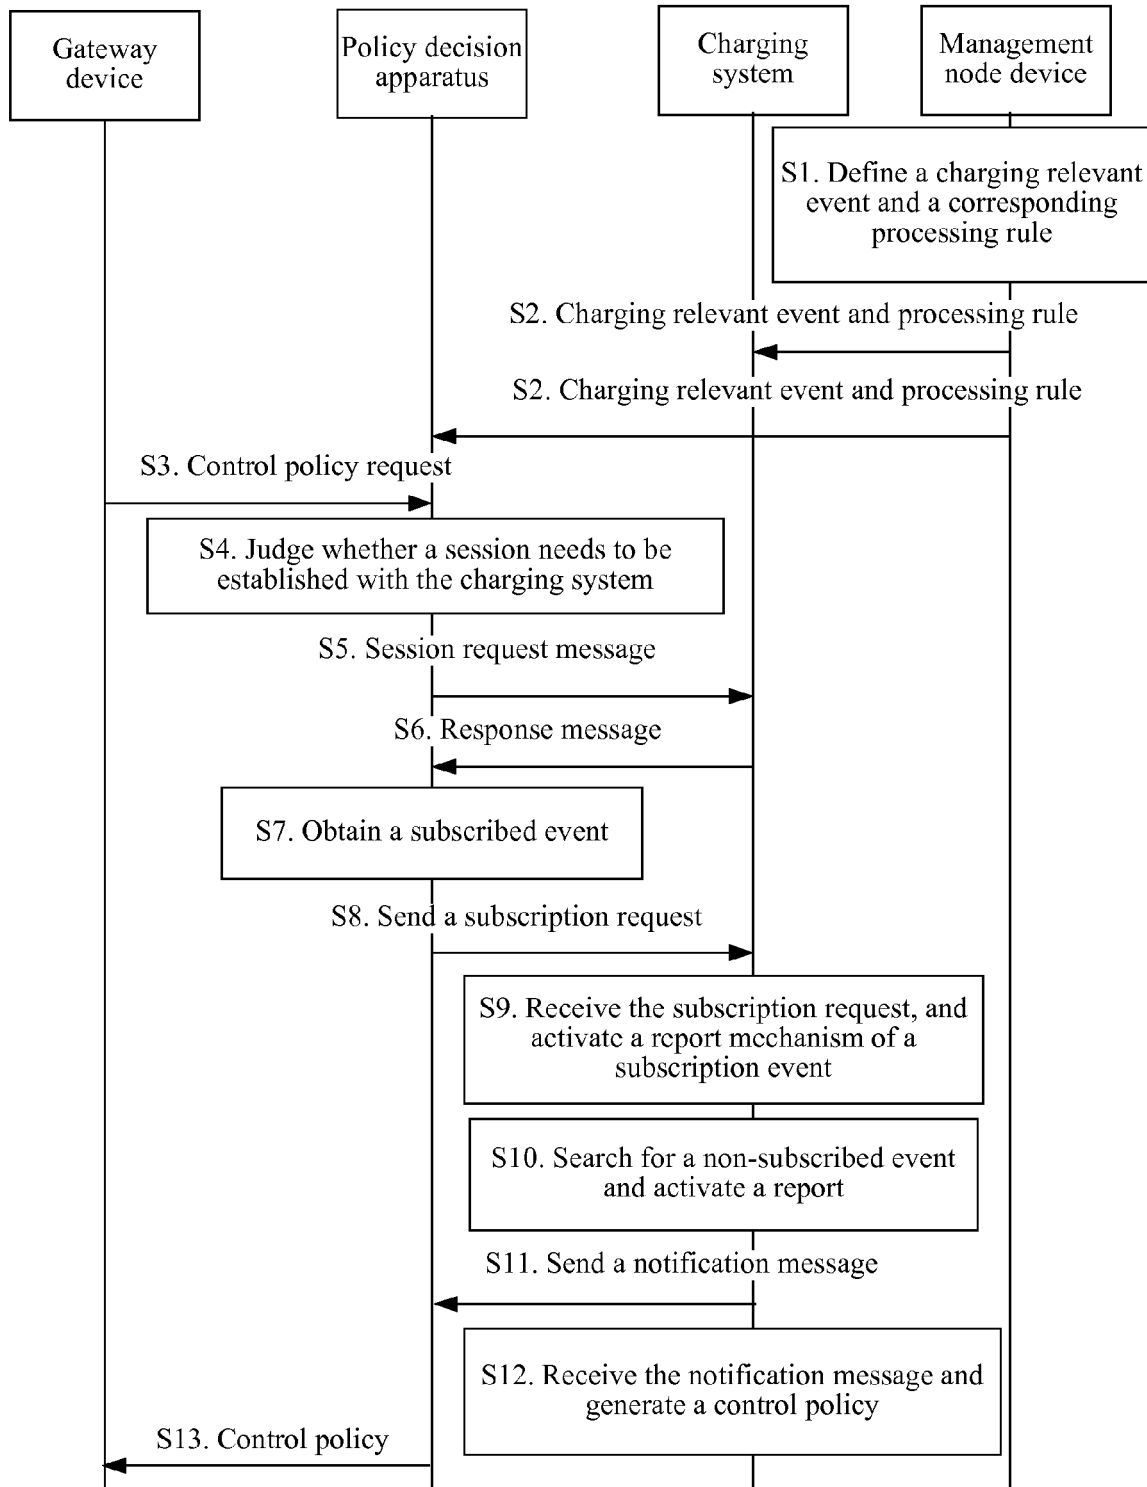 Gateway
device
Policy decision
apparatus
Charging
system
Management
node device
S1. Define a charging relevant
event and a corresponding
processing rule
S2. Charging relevant event and processing rule
S2. Charging relevant event and processing rule
S3. Control policy request
S4. Judge whether a session needs to be
established with the charging system
S5. Session request message
S6. Response message
S7. Obtain a subscribed event
S8. Send a subscription request
S9. Receive the subscription request, and
activate a report mechanism of a
subscription event
S10. Search for a non-subscribed event
and activate a report
S11. Send a notification message
S12. Receive the notification message and
generate a control policy
S13. Control policy